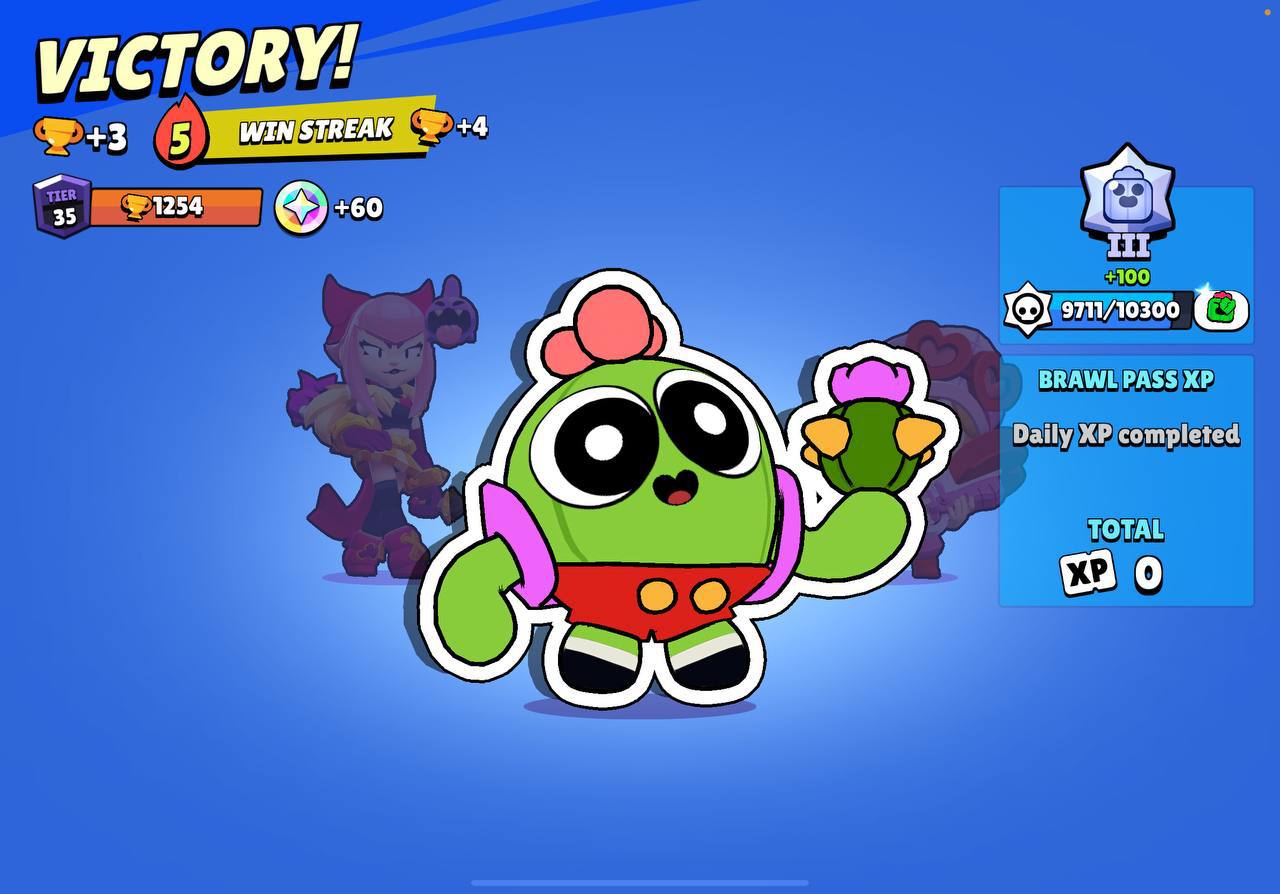 VICTORY!
+3
5
WIN STREAK
+4
TIER
35
1254
+60
III
+100
9711/10300
BRAWL PASS XP
Daily XP completed
TOTAL
XP 0